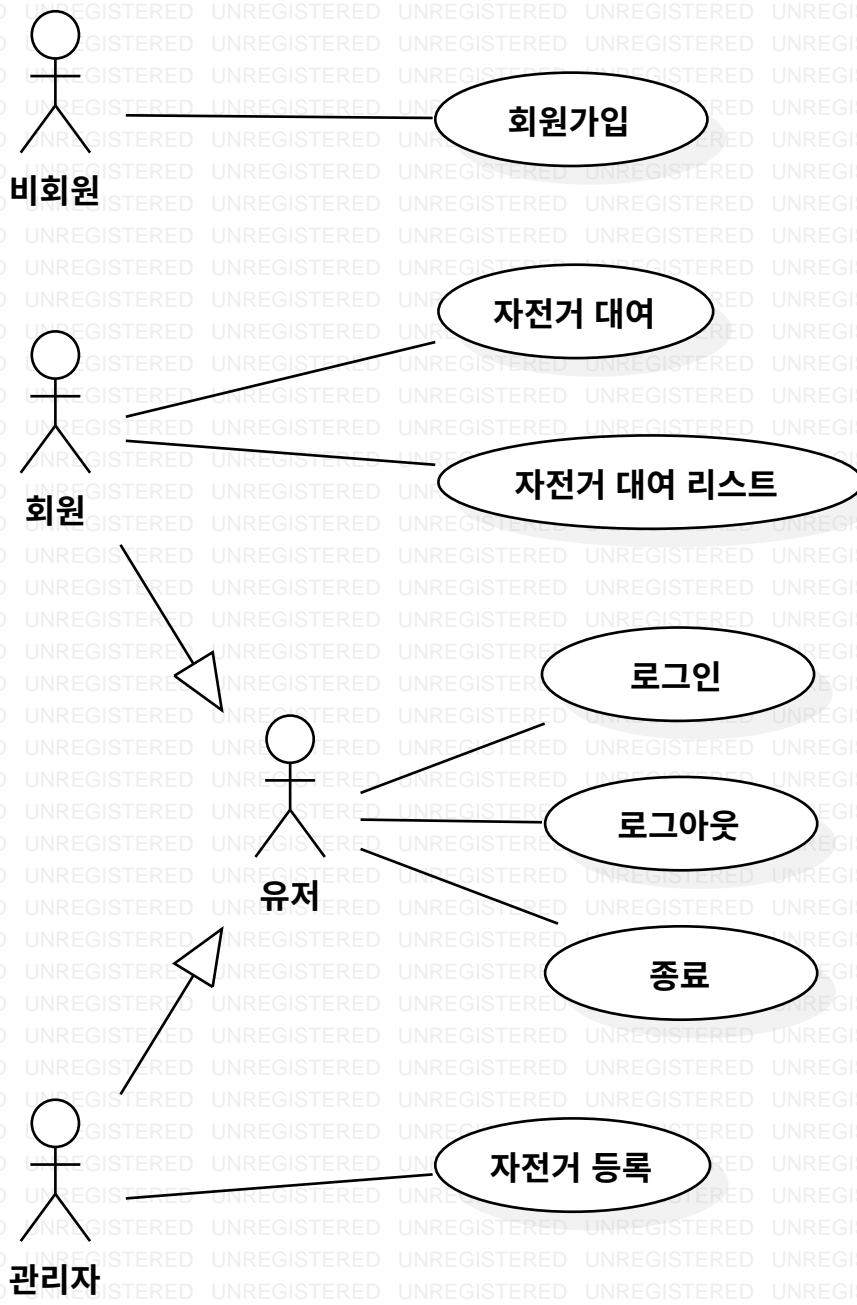 회원가입
비회원
자전거 대여
자전거 대여 리스트
회원
로그인
로그아웃
유저
종료
자전거 등록
관리자
UNREGISTERED